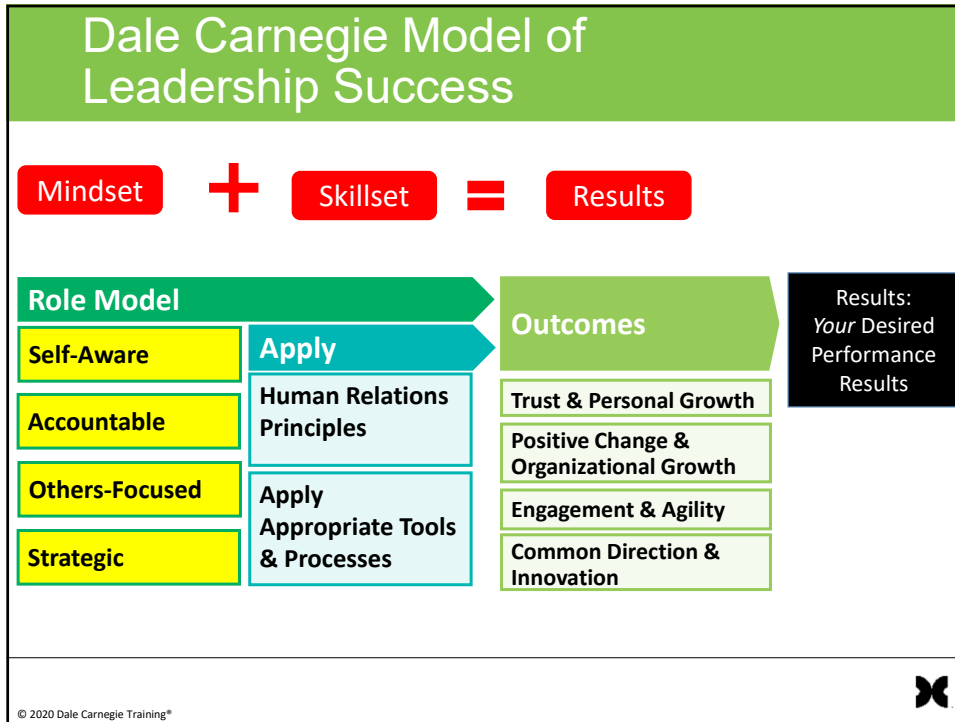 Dale Carnegie Model of
Leadership Success
Mindset + Skillset = Results
Role Model
Self-Aware
Accountable
Others-Focused
Strategic
Apply
Human Relations
Principles
Apply
Appropriate Tools
& Processes
Outcomes
Trust & Personal Growth
Positive Change &
Organizational Growth
Engagement & Agility
Common Direction &
Innovation
Results:
Your Desired
Performance
Results
© 2020 Dale Carnegie Training®